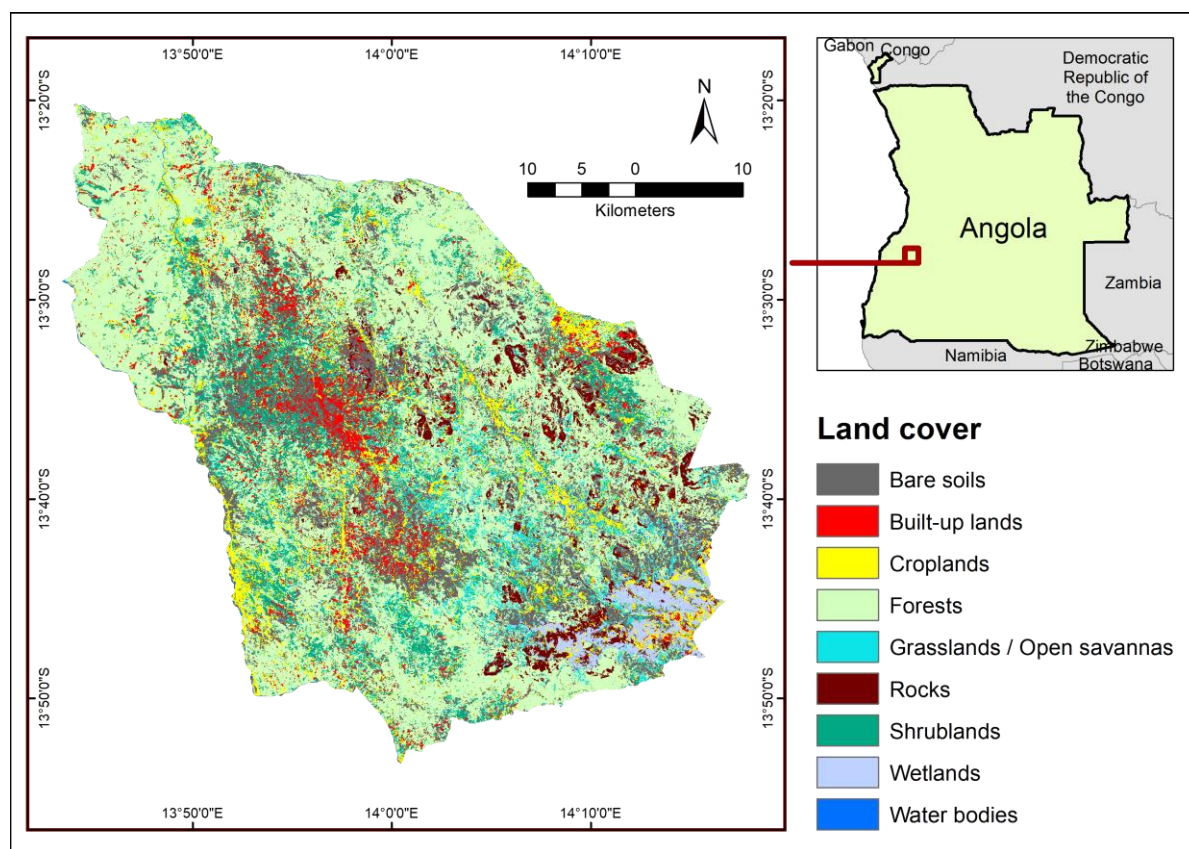 13°50'0"E
14°0'0"E
14°10'0"E
13°20'0"S
13°20'0"S
N
10
5
0
10
Kilometers
13°30'0"S
13°30'0"S
13°40'0"S
13°40'0"S
13°50'0"S
13°50'0"S
13°50'0"E
14°0'0"E
14°10'0"E
Gabon
Congo
Democratic
Republic of
the Congo
Angola
Zambia
Namibia
Zimbabwe
Botswana
Land cover
Bare soils
Built-up lands
Croplands
Forests
Grasslands / Open savannas
Rocks
Shrublands
Wetlands
Water bodies